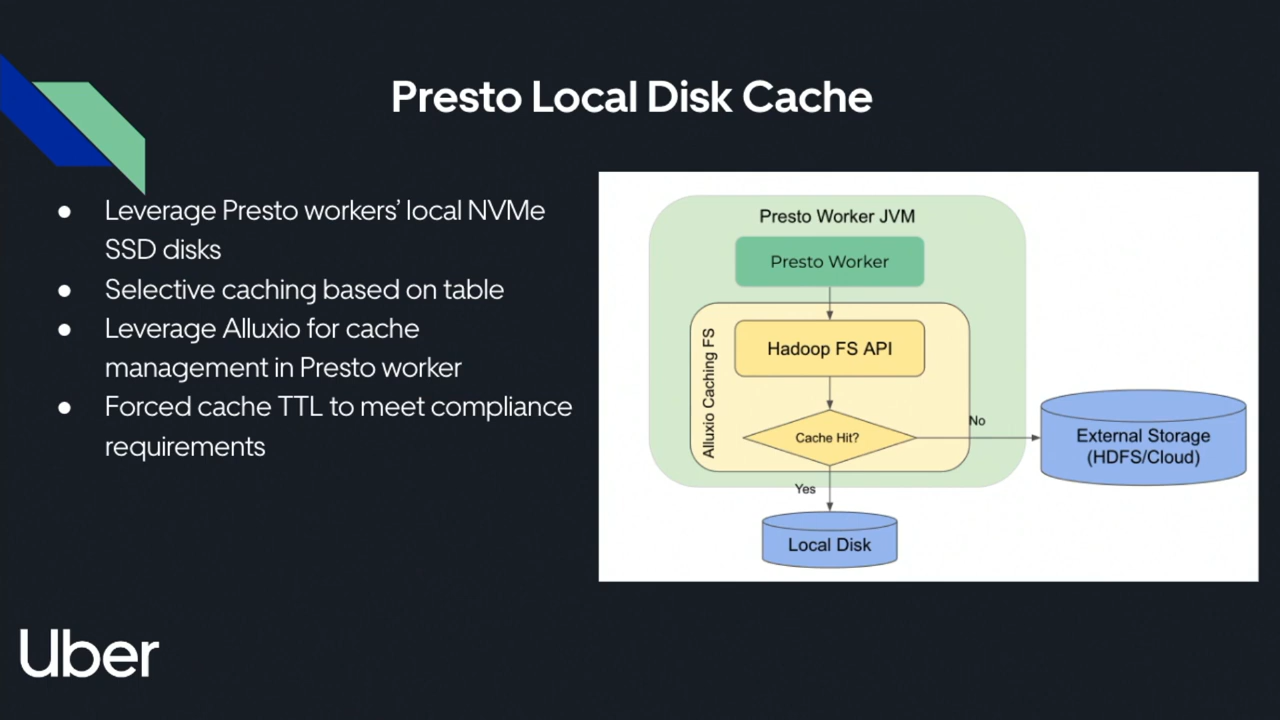 Presto Local Disk Cache
● Leverage Presto workers’ local NVMe
SSD disks
● Selective caching based on table
● Leverage Alluxio for cache
management in Presto worker
● Forced cache TTL to meet compliance
requirements
Presto Worker JVM
Presto Worker
Alluxio Caching FS
Hadoop FS API
Cache Hit?
No
External Storage
(HDFS/Cloud)
Yes
Local Disk
Uber